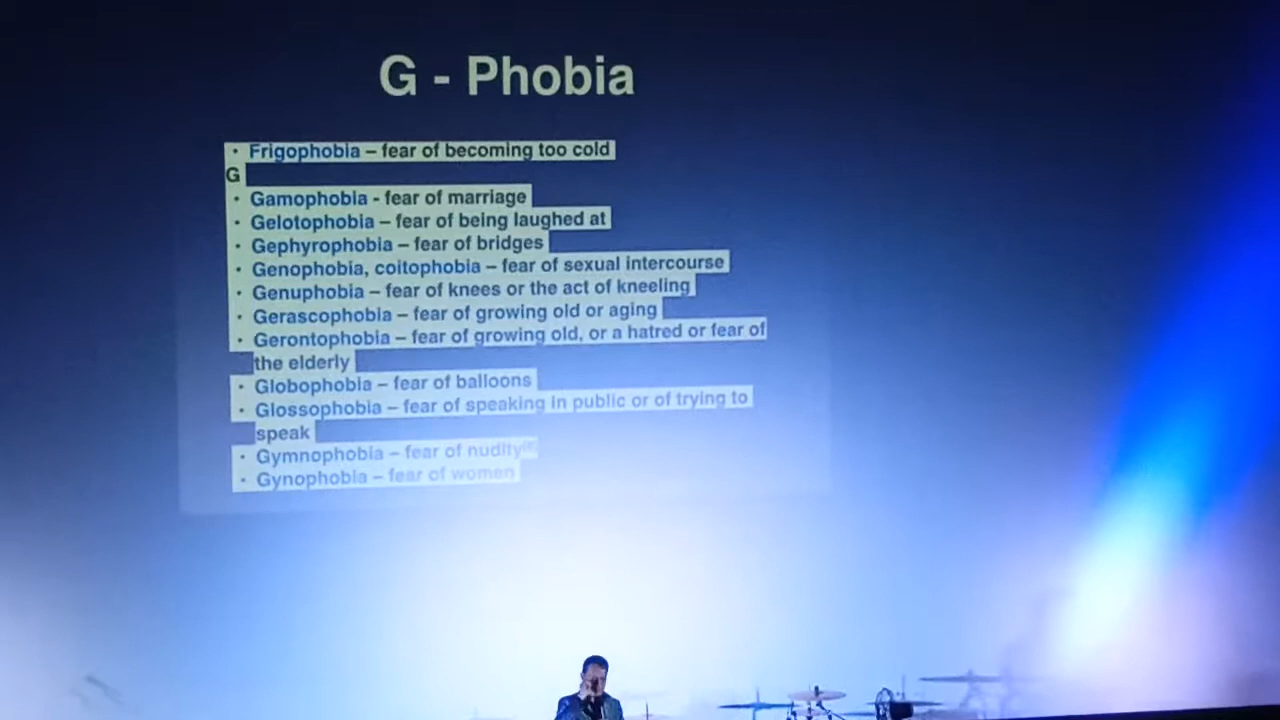 G - Phobia
• Frigophobia – fear of becoming too cold
G
• Gamophobia - fear of marriage
• Gelotophobia – fear of being laughed at
• Gephyrophobia – fear of bridges
• Genophobia, coitophobia – fear of sexual intercourse
• Genuphobia – fear of knees or the act of kneeling
• Gerascophobia – fear of growing old or aging
• Gerontophobia – fear of growing old, or a hatred or fear of
the elderly
• Globophobia – fear of balloons
• Glossophobia – fear of speaking in public or of trying to
speak
• Gymnophobia – fear of nudity
• Gynophobia – fear of women